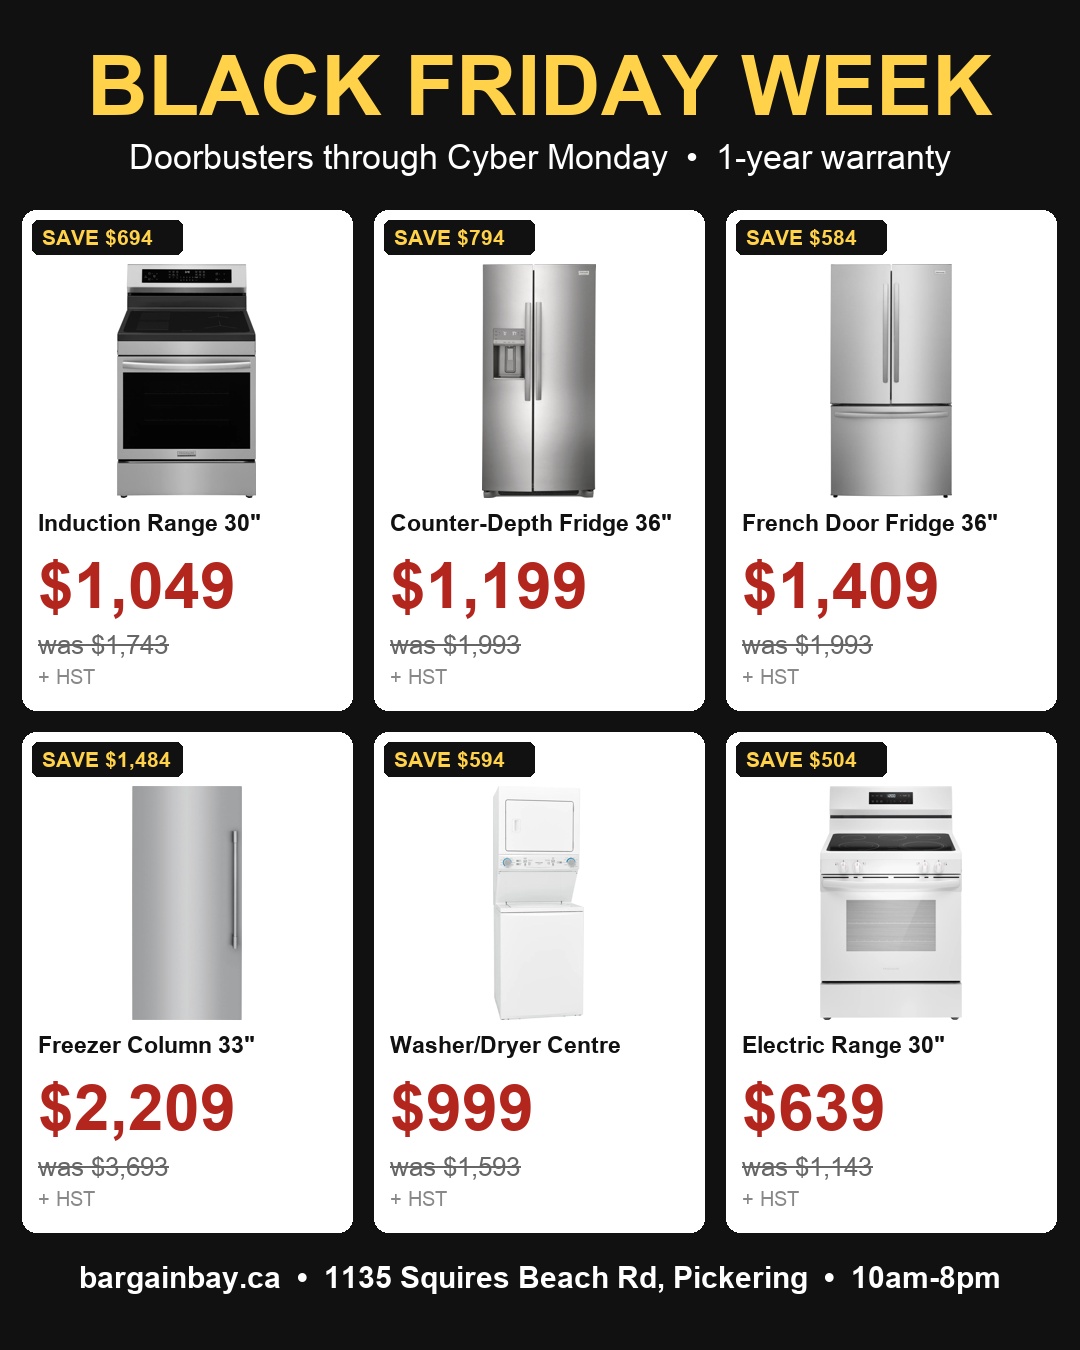 BLACK FRIDAY WEEK
Doorbusters through Cyber Monday • 1-year warranty
SAVE $694
Induction Range 30"
$1,049
was $1,743
+ HST
SAVE $794
Counter-Depth Fridge 36"
$1,199
was $1,993
+ HST
SAVE $584
French Door Fridge 36"
$1,409
was $1,993
+ HST
SAVE $1,484
Freezer Column 33"
$2,209
was $3,693
+ HST
SAVE $594
Washer/Dryer Centre
$999
was $1,593
+ HST
SAVE $504
Electric Range 30"
$639
was $1,143
+ HST
bargainbay.ca • 1135 Squires Beach Rd, Pickering • 10am-8pm